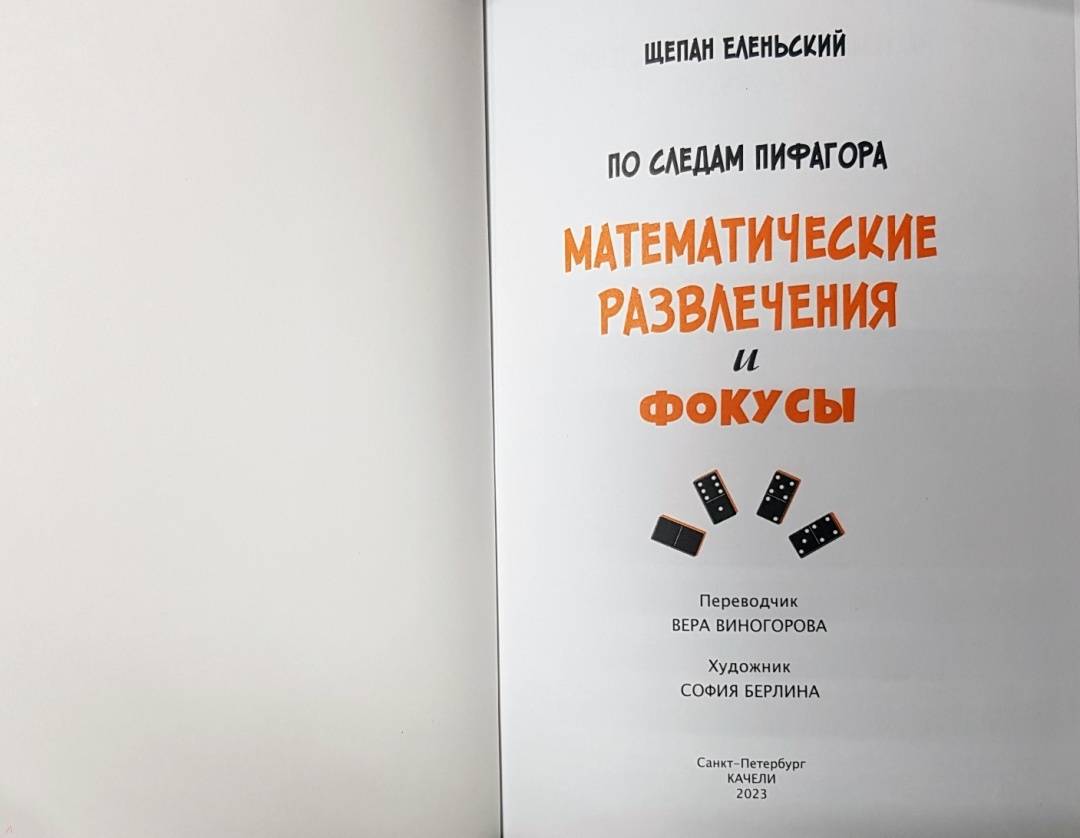 ЩЕПАН ЕЛЕНЬСКИЙ
ПО СЛЕДАМ ПИФАГОРА
МАТЕМАТИЧЕСКИЕ
РАЗВЛЕЧЕНИЯ
и
ФОКУСЫ
Переводчик
ВЕРА ВИНОГОРОВА
Художник
СОФИЯ БЕРЛИНА
Санкт-Петербург
КАЧЕЛИ
2023